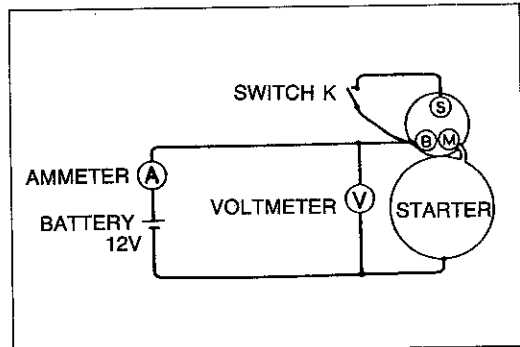 SWITCH K
S
B M
AMMETER A
BATTERY
12V
VOLTMETER V
STARTER